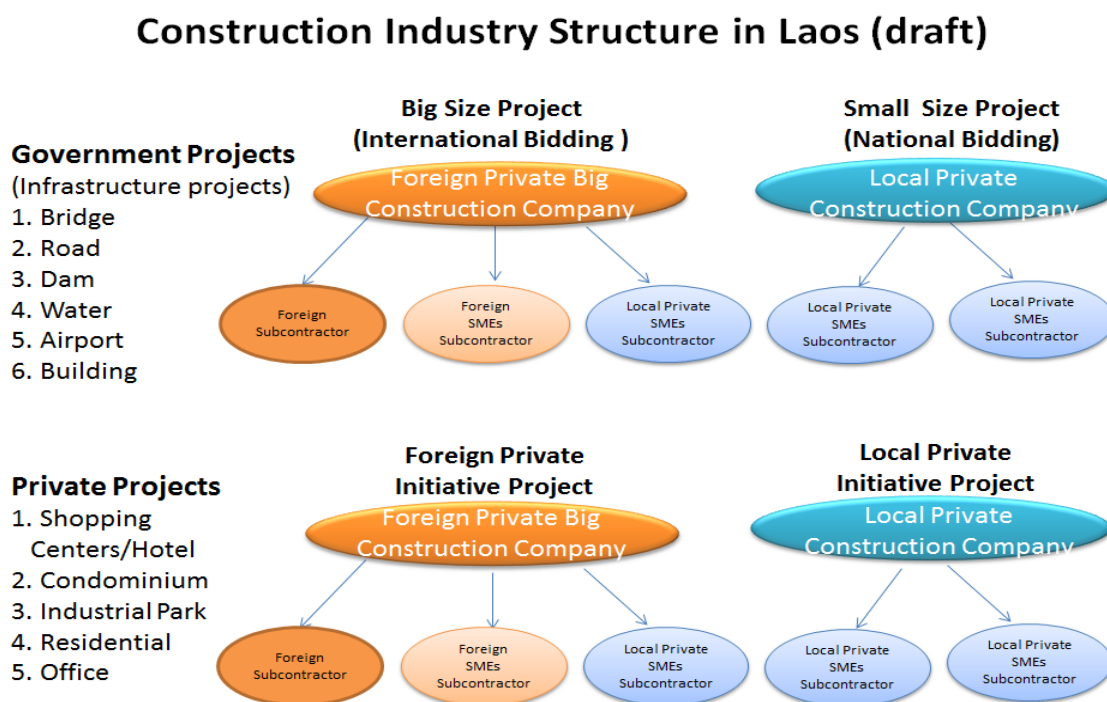 Construction Industry Structure in Laos (draft)
Big Size Project
(International Bidding )
Small Size Project
(National Bidding)
Government Projects
(Infrastructure projects)
1. Bridge
2. Road
3. Dam
4. Water
5. Airport
6. Building
Foreign Private Big
Construction Company
Local Private
Construction Company
Foreign
Subcontractor
Foreign
SMEs
Subcontractor
Local Private
SMEs
Subcontractor
Local Private
SMEs
Subcontractor
Local Private
SMEs
Subcontractor
Foreign Private
Initiative Project
Local Private
Initiative Project
Private Projects
1. Shopping
Centers/Hotel
2. Condominium
3. Industrial Park
4. Residential
5. Office
Foreign Private Big
Construction Company
Local Private
Construction Company
Foreign
Subcontractor
Foreign
SMEs
Subcontractor
Local Private
SMEs
Subcontractor
Local Private
SMEs
Subcontractor
Local Private
SMEs
Subcontractor